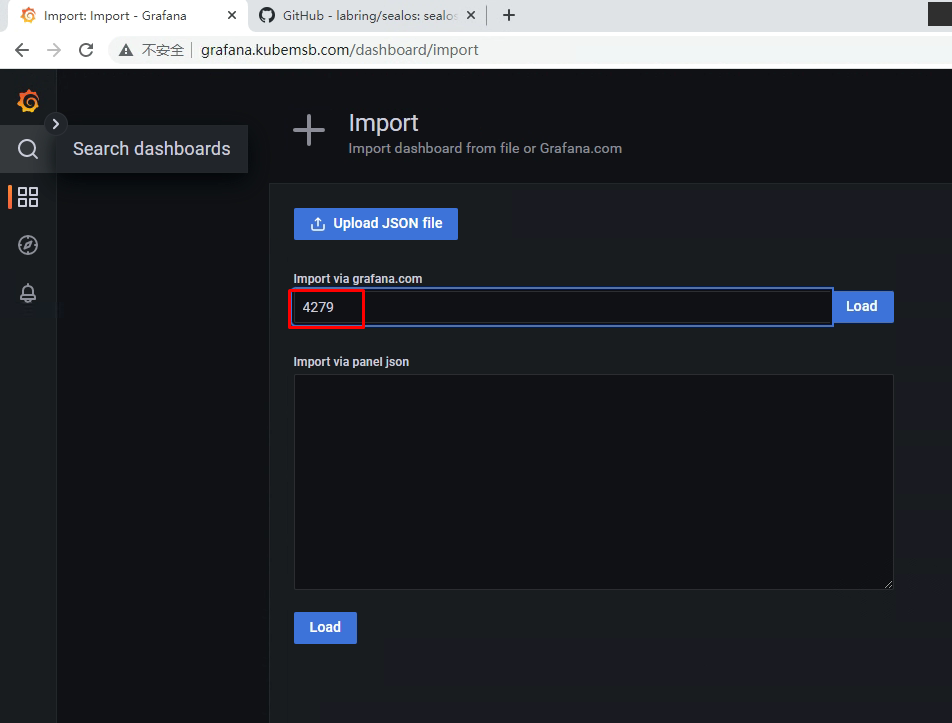 Import: Import - Grafana
GitHub - labring/sealos: sealos
不安全 grafana.kubemsb.com/dashboard/import
Import
Import dashboard from file or Grafana.com
Search dashboards
Upload JSON file
Import via grafana.com
4279
Load
Import via panel json
Load